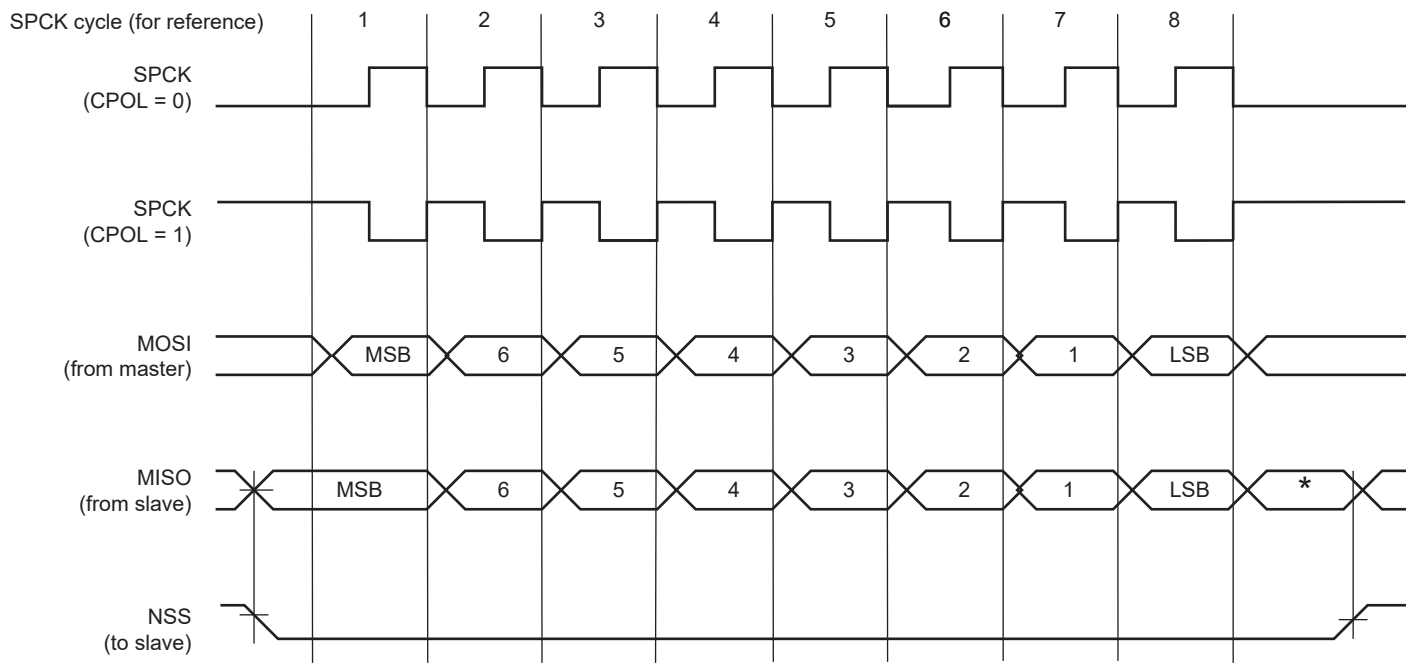 SPCK cycle (for reference) 1 2 3 4 5 6 7 8
SPCK
(CPOL = 0)
SPCK
(CPOL = 1)
MOSI
(from master)
MSB 6 5 4 3 2 1 LSB
MISO
(from slave)
MSB 6 5 4 3 2 1 LSB *
NSS
(to slave)